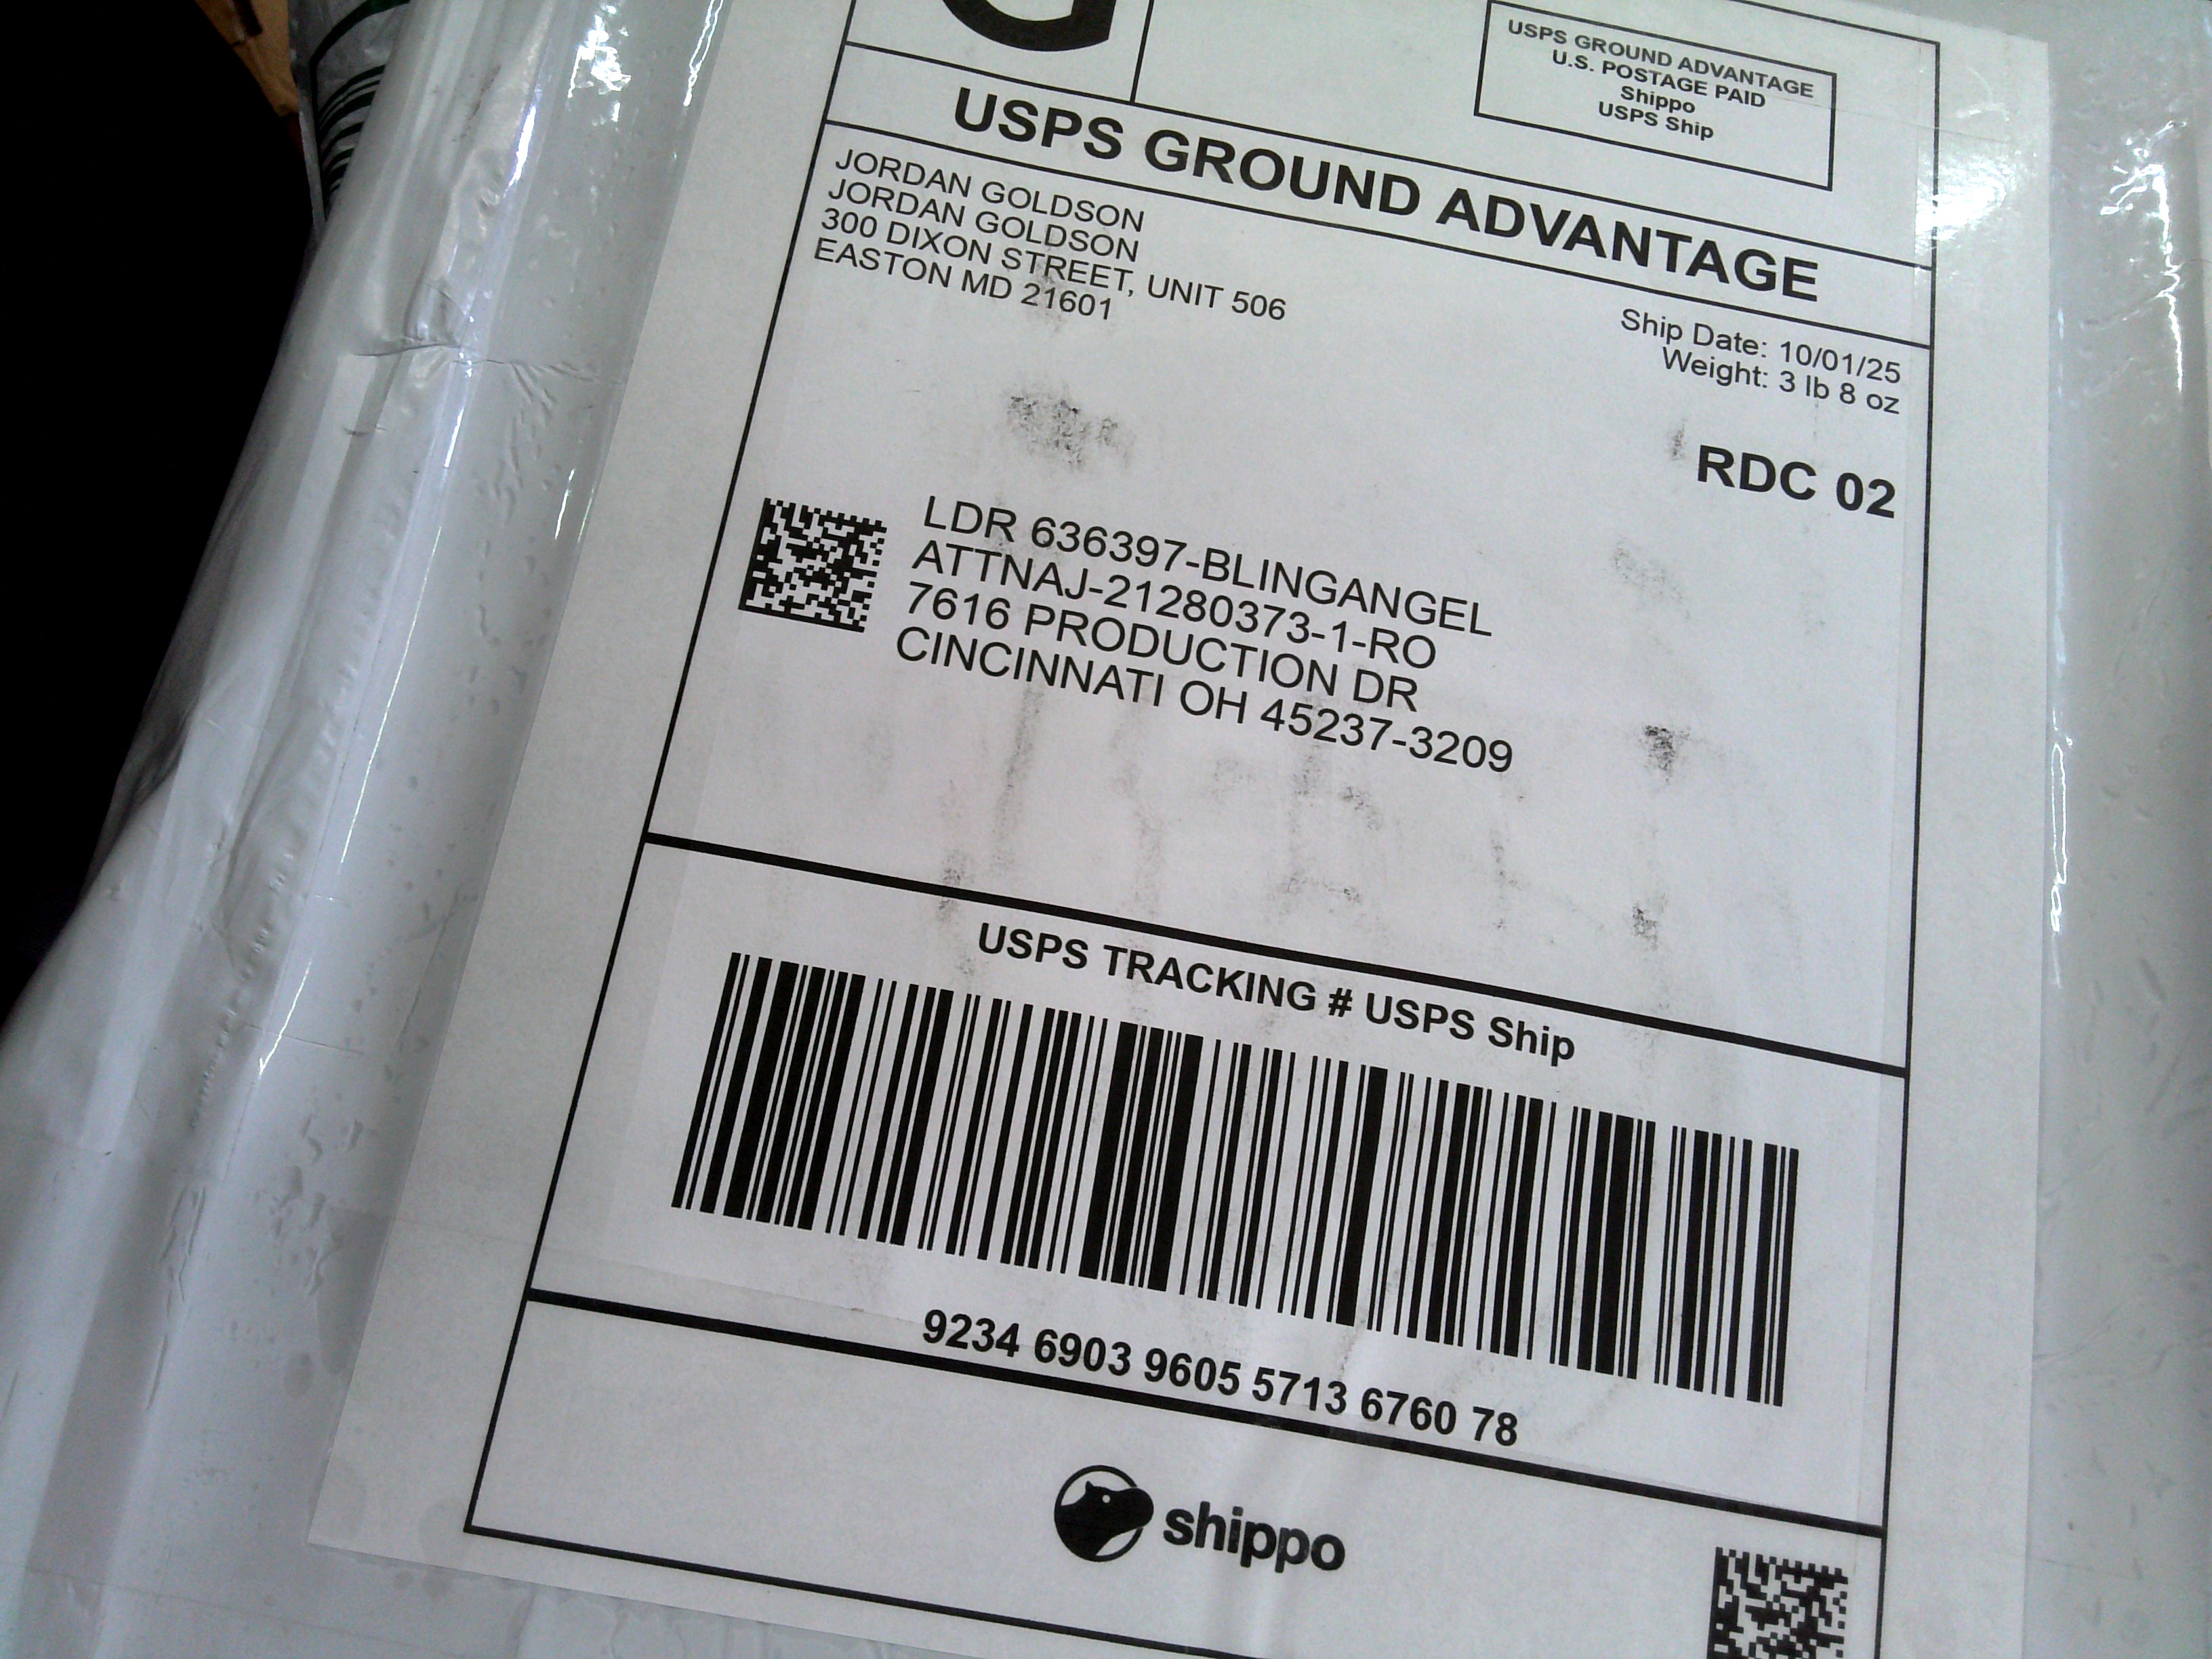 G
USPS GROUND ADVANTAGE
U.S. POSTAGE PAID
Shippo
USPS Ship
USPS GROUND ADVANTAGE
JORDAN GOLDSON
JORDAN GOLDSON
300 DIXON STREET, UNIT 506
EASTON MD 21601
Ship Date: 10/01/25
Weight: 3 lb 8 oz
RDC 02
LDR 636397-BLINGANGEL
ATTNAJ-21280373-1-RO
7616 PRODUCTION DR
CINCINNATI OH 45237-3209
USPS TRACKING # USPS Ship
9234 6903 9605 5713 6760 78
shippo